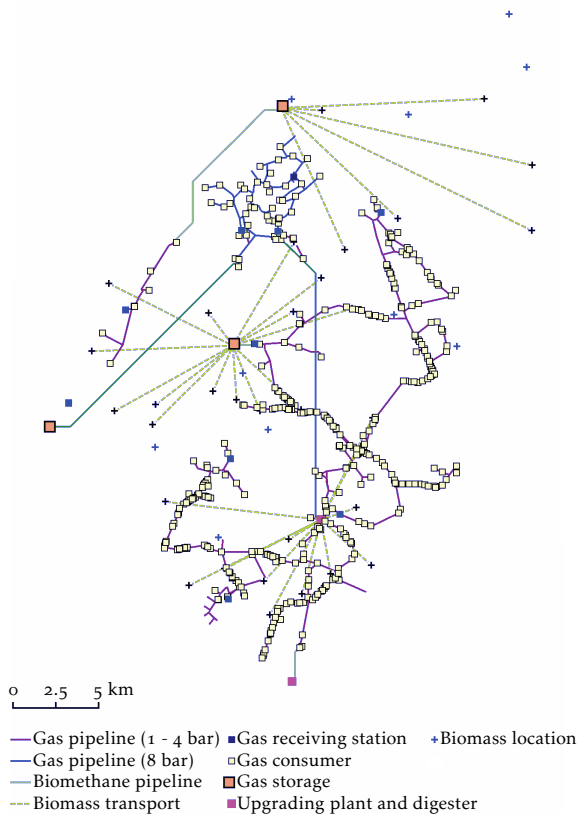 0 2.5 5 km
Gas pipeline (1 - 4 bar) Gas receiving station Biomass location
Gas pipeline (8 bar) Gas consumer
Biomethane pipeline Gas storage
Biomass transport Upgrading plant and digester